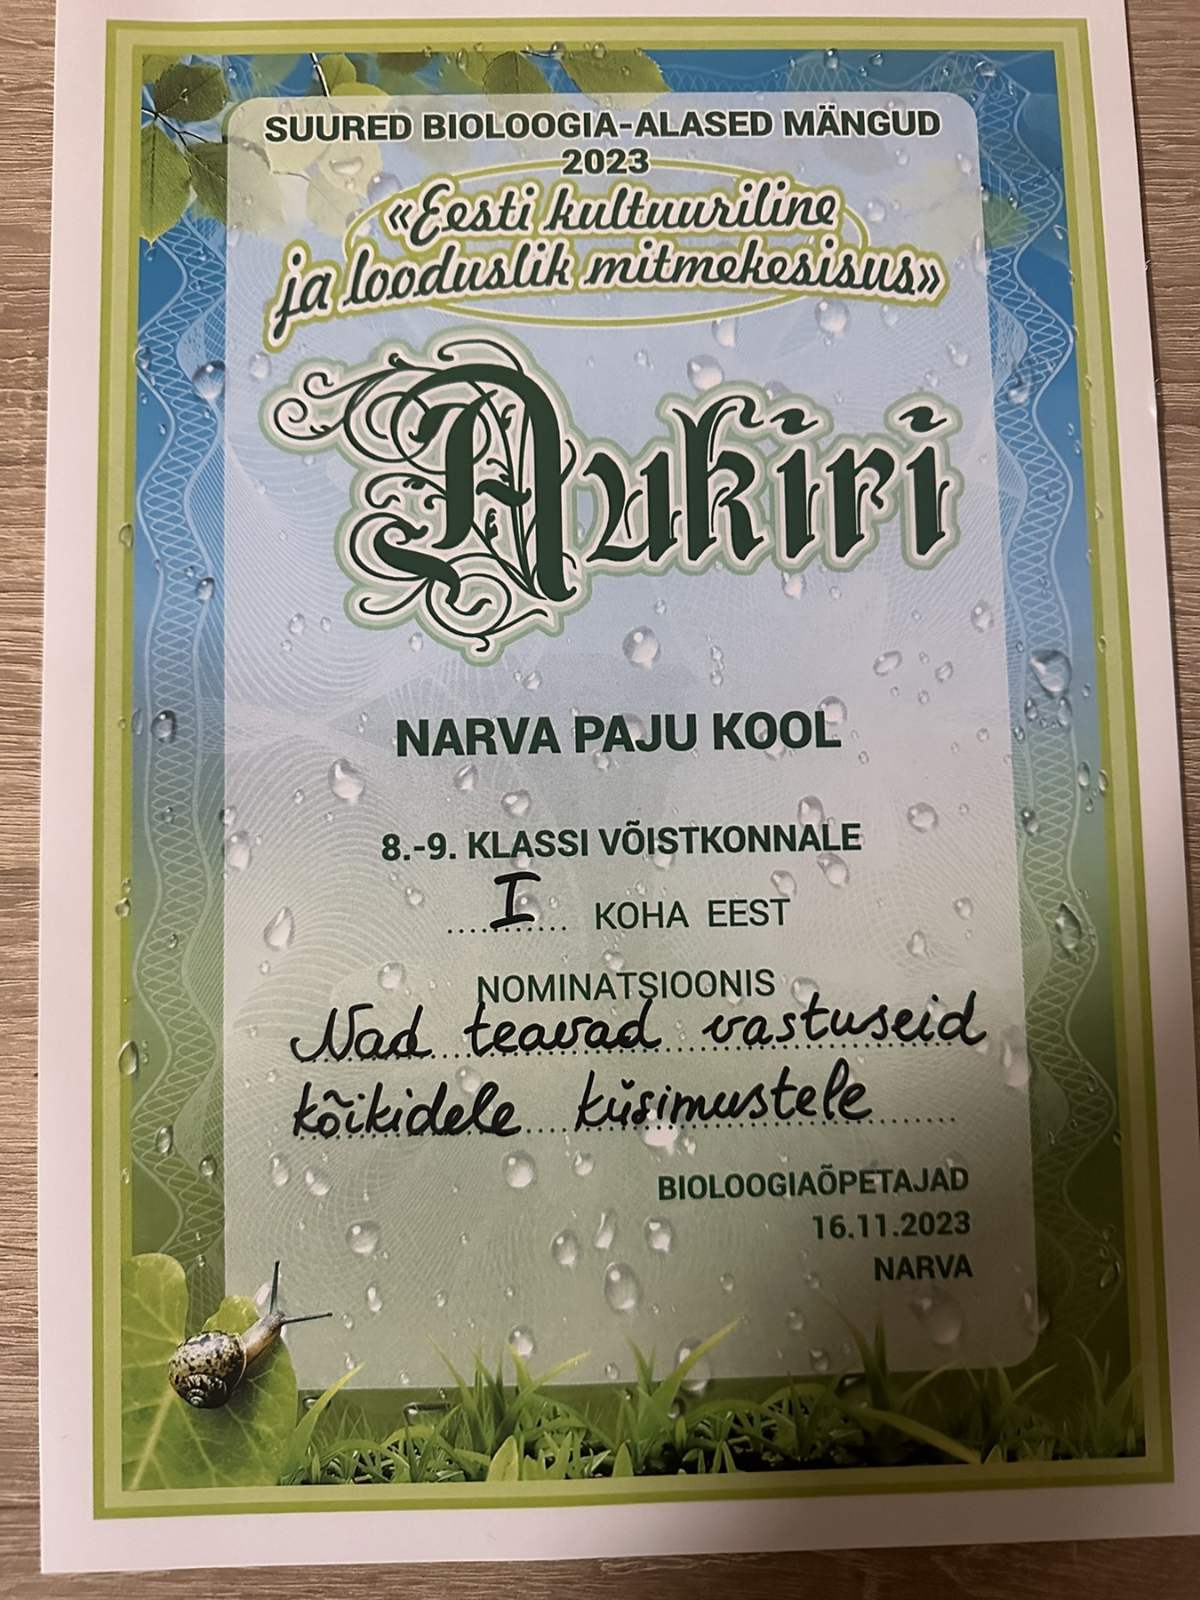 SUURED BIOLOOGIA-ALASED MÄNGUD
2023
«Eesti kultuuriline
ja looduslik mitmekesisus»
Aukiri
NARVA PAJU KOOL
8.-9. KLASSI VÕISTKONNALE
I KOHA EEST
NOMINATSIOONIS
Nad teavad vastuseid
kõikidele küsimustele
BIOLOOGIAÕPETAJAD
16.11.2023
NARVA